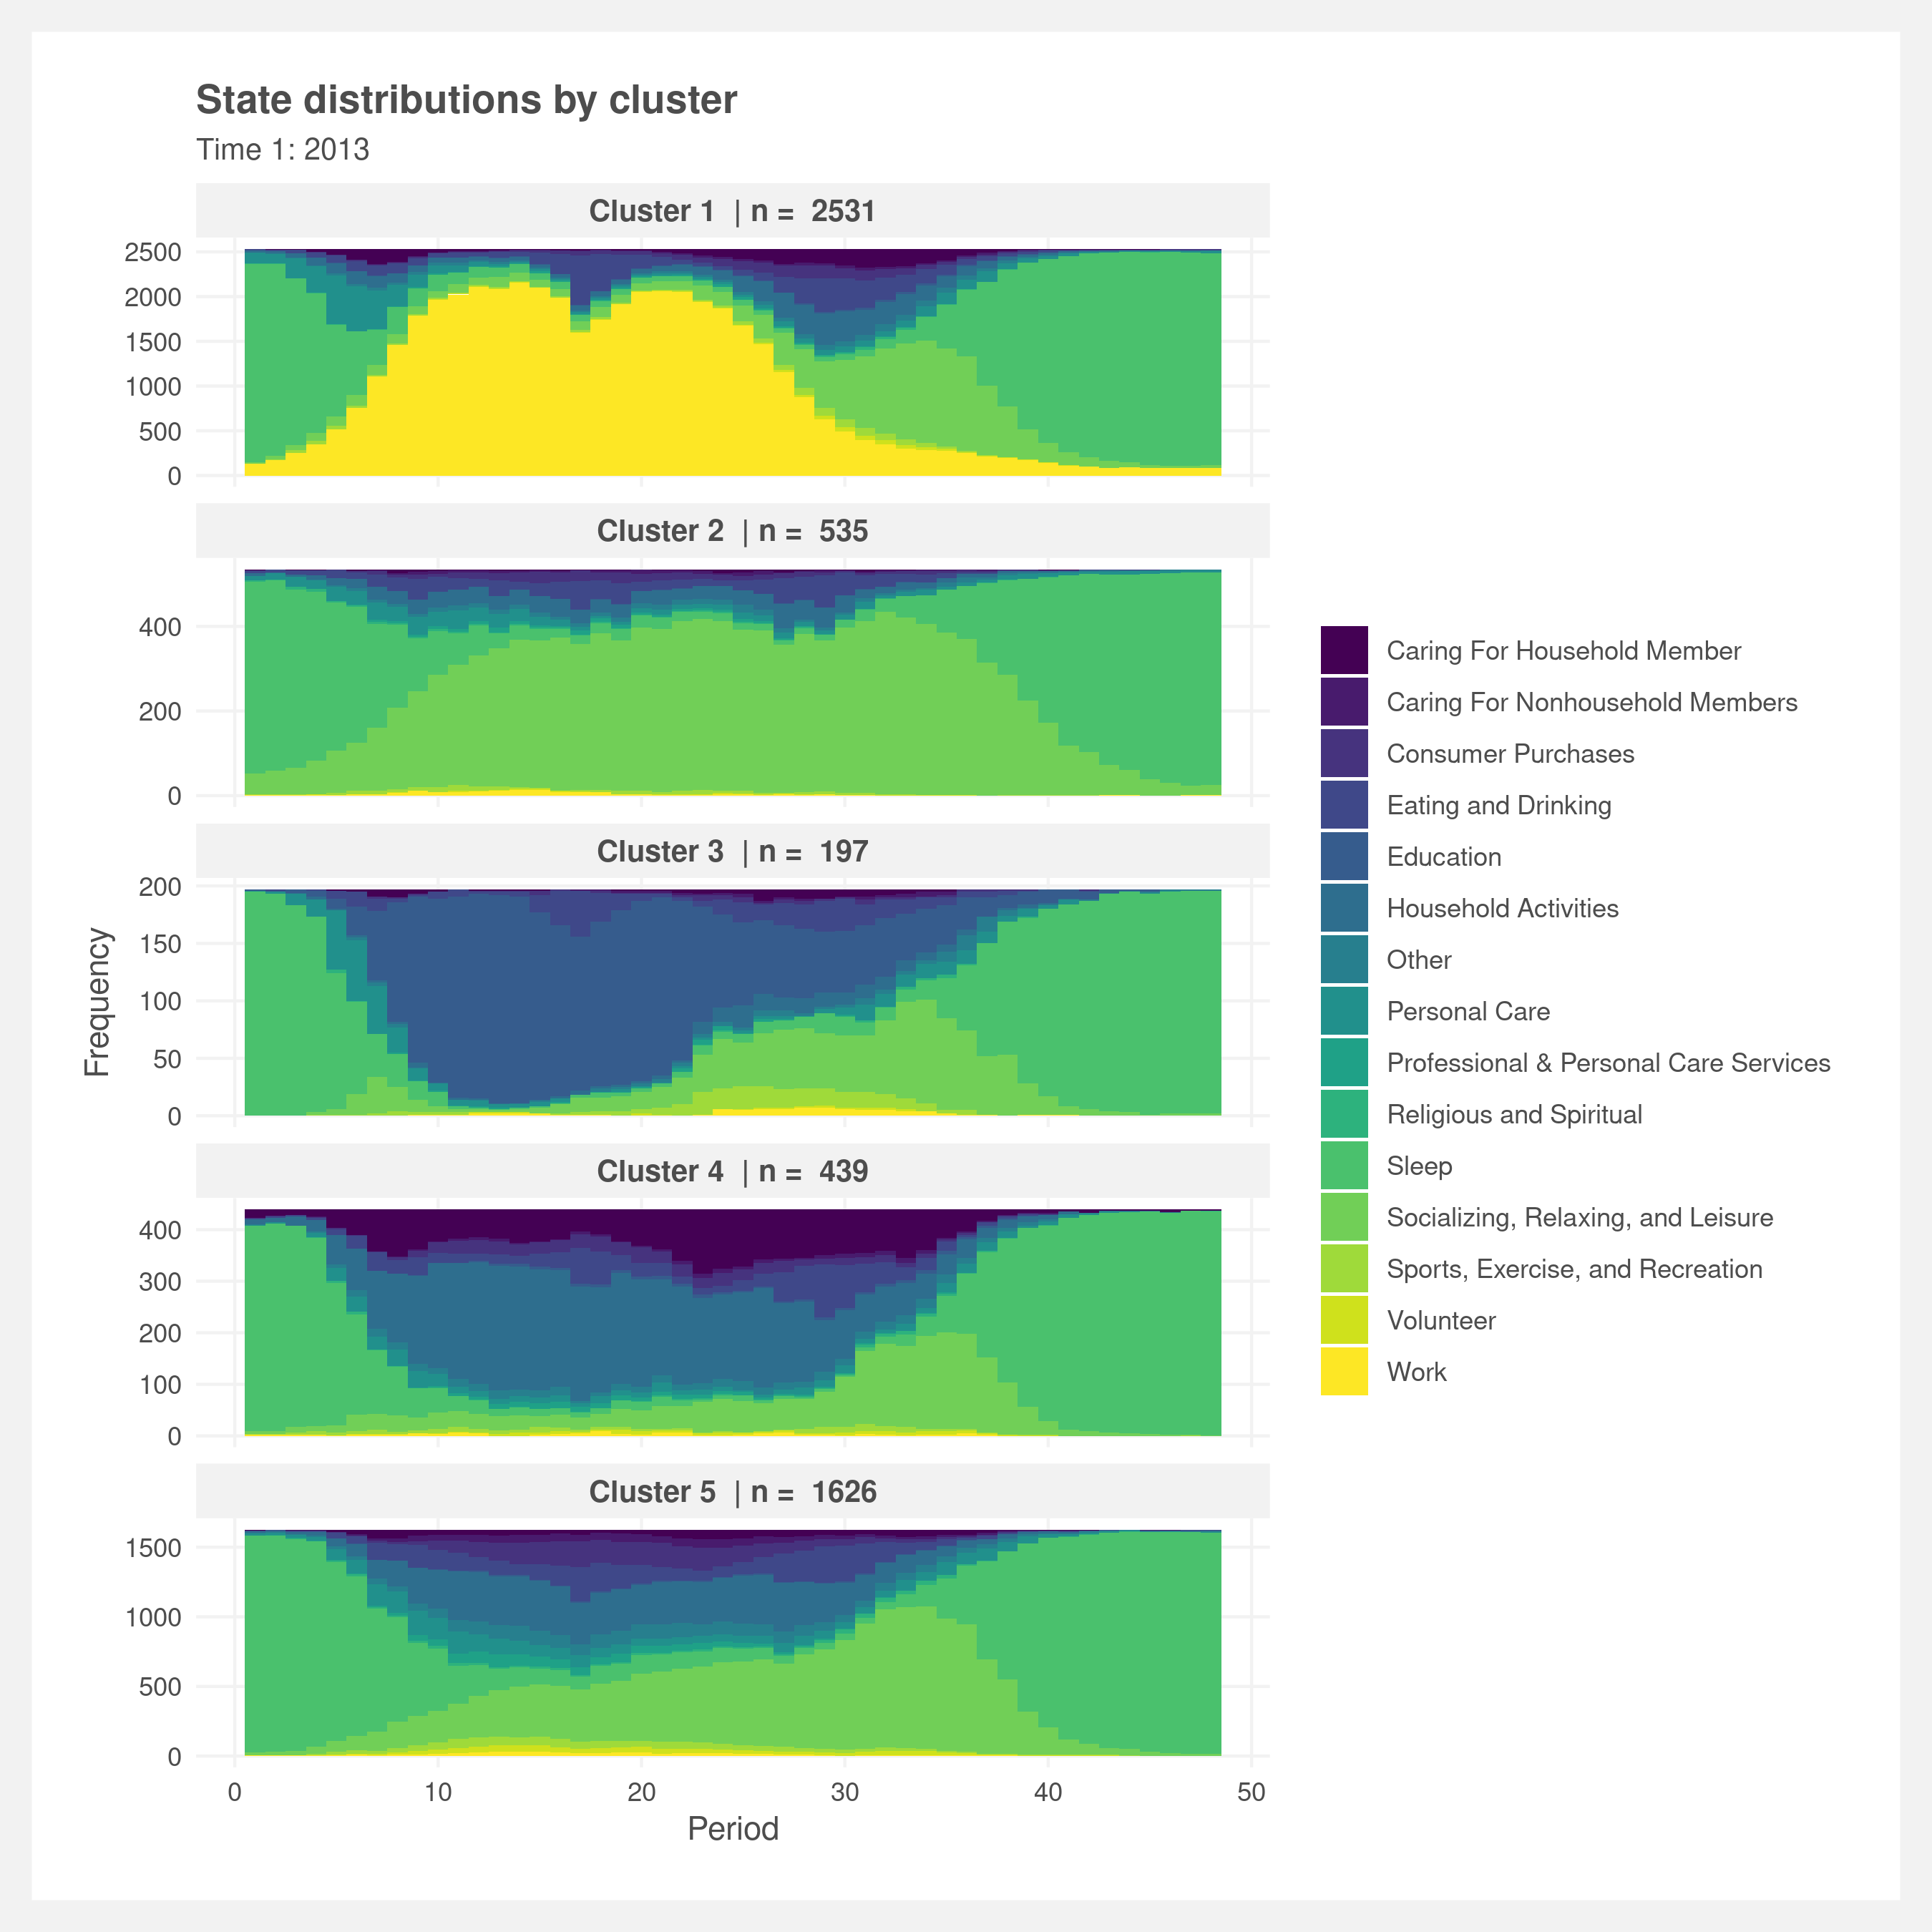 State distributions by cluster
Time 1: 2013
Cluster 1 | n = 2531
2500
2000
1500
1000
500
0
Cluster 2 | n = 535
400
200
0
Cluster 3 | n = 197
200
150
100
50
0
Cluster 4 | n = 439
400
300
200
100
0
Cluster 5 | n = 1626
1500
1000
500
0
0 10 20 30 40 50
Period
Frequency
Caring For Household Member
Caring For Nonhousehold Members
Consumer Purchases
Eating and Drinking
Education
Household Activities
Other
Personal Care
Professional & Personal Care Services
Religious and Spiritual
Sleep
Socializing, Relaxing, and Leisure
Sports, Exercise, and Recreation
Volunteer
Work